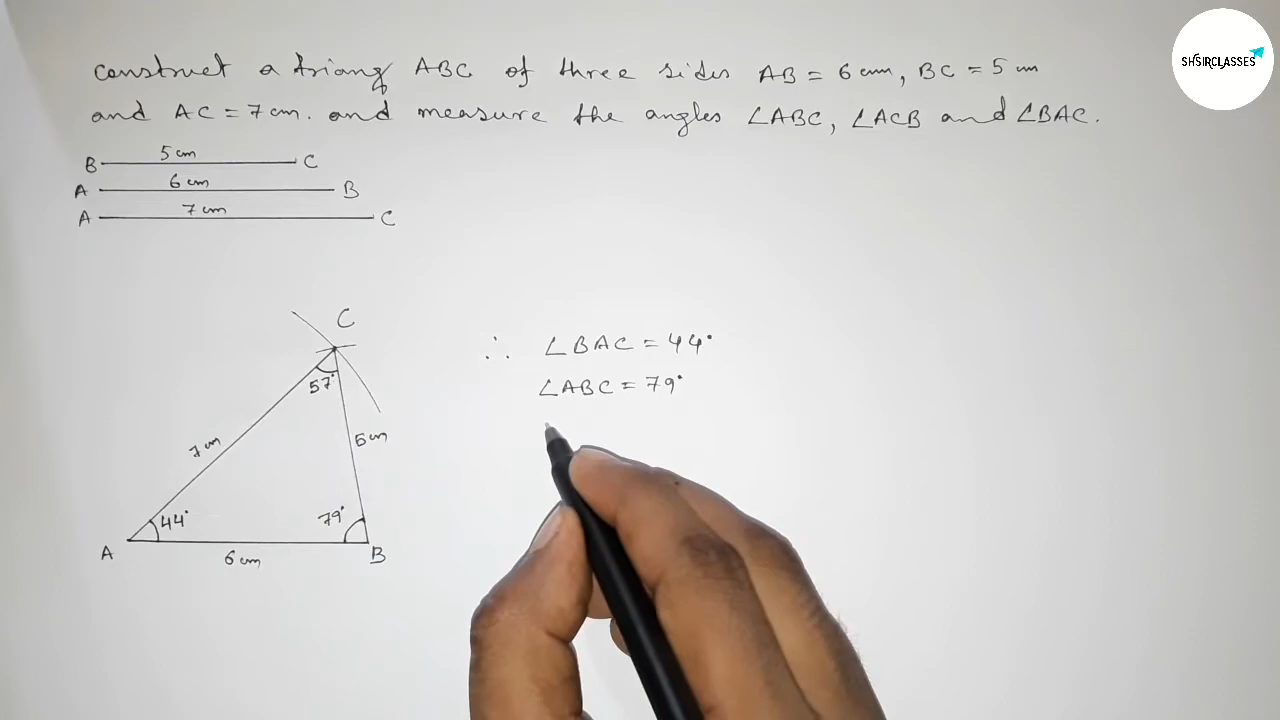 construct a triang ABC of three sides AB = 6 cm, BC = 5 cm
and AC = 7 cm. and measure the angles ∠ABC, ∠ACB and ∠BAC.
SHSIRCLASSES
B 5 cm C
A 6 cm B
A 7 cm C
C
57°
7 cm
5 cm
44°
79°
A
6 cm
B
∴ ∠BAC = 44°
∠ABC = 79°